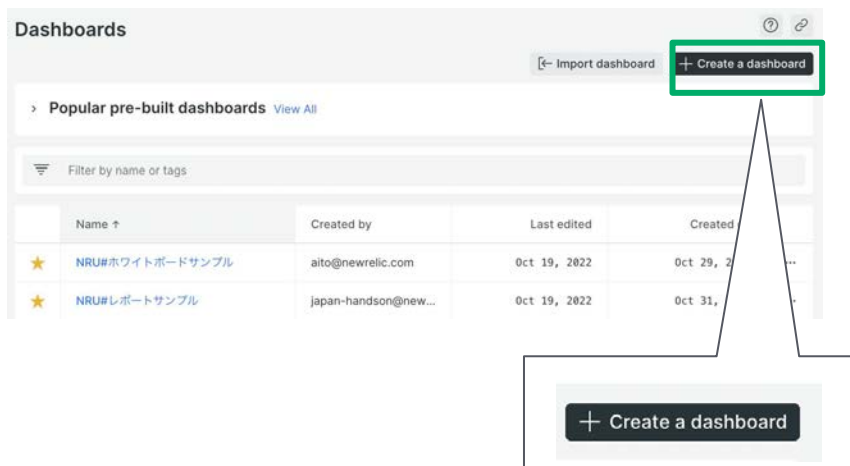 Dashboards
Import dashboard
+ Create a dashboard
› Popular pre-built dashboards View All
Filter by name or tags
Name ↑ Created by Last edited Created
★ NRU#ホワイトボードサンプル aito@newrelic.com Oct 19, 2022 Oct 29, 2 ...
★ NRU#レポートサンプル japan-handson@new... Oct 19, 2022 Oct 31,
+ Create a dashboard